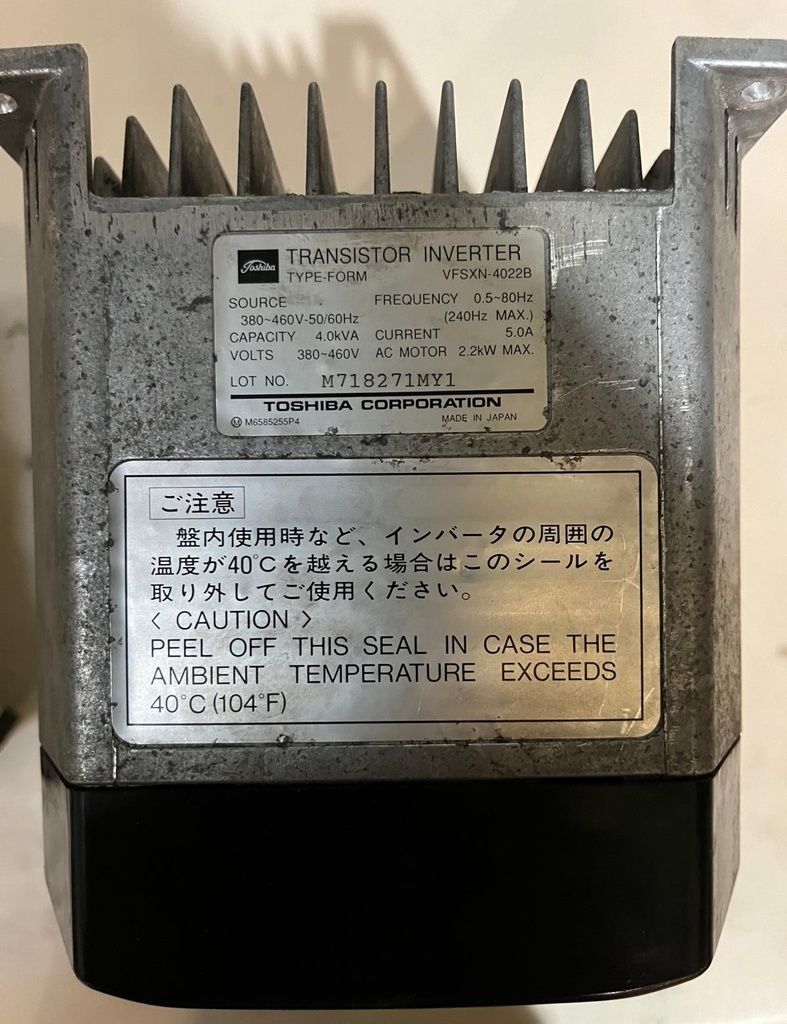 Toshiba TRANSISTOR INVERTER
TYPE-FORM VFSXN-4022B
SOURCE FREQUENCY 0.5~80Hz
380~460V-50/60Hz (240Hz MAX.)
CAPACITY 4.0kVA CURRENT 5.0A
VOLTS 380~460V AC MOTOR 2.2kW MAX.
LOT NO. M718271MY1
TOSHIBA CORPORATION
Ⓜ M6585255P4 MADE IN JAPAN
ご注意
盤内使用時など、インバータの周囲の
温度が40°Cを越える場合はこのシールを
取り外してご使用ください。
〈 CAUTION 〉
PEEL OFF THIS SEAL IN CASE THE
AMBIENT TEMPERATURE EXCEEDS
40°C (104°F)